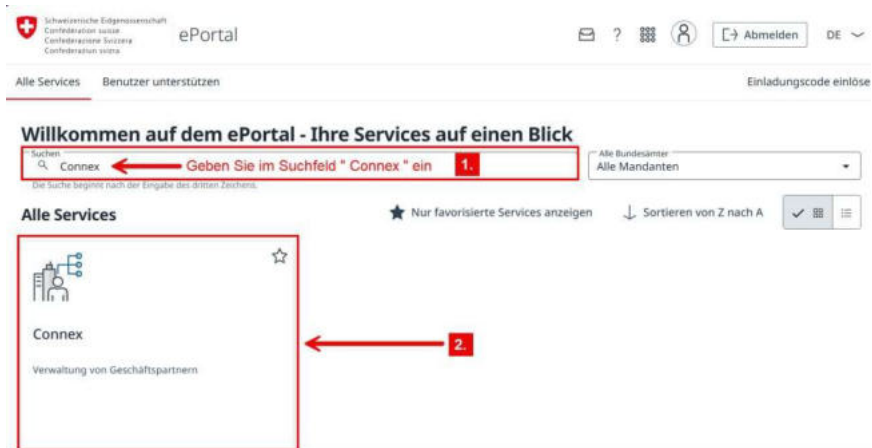 Schweizerische Eidgenossenschaft
Confédération suisse
Confederazione Svizzera
Confederaziun svizra
ePortal
? Abmelden DE
Alle Services Benutzer unterstützen Einladungscode einlöse
Willkommen auf dem ePortal - Ihre Services auf einen Blick
Suchen
Connex Geben Sie im Suchfeld " Connex " ein 1.
Alle Bundesämter
Alle Mandanten
Die Suche beginnt nach der Eingabe des dritten Zeichens.
Alle Services Nur favorisierte Services anzeigen Sortieren von Z nach A
Connex
2.
Verwaltung von Geschäftspartnern